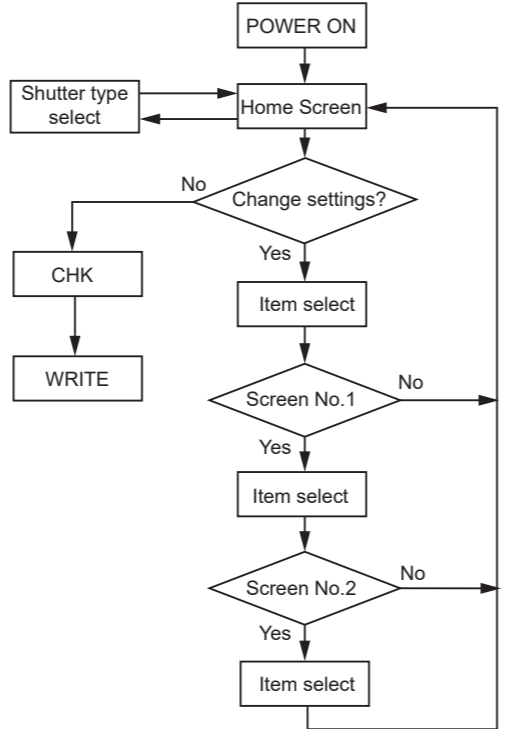 POWER ON
Shutter type
select
Home Screen
No
Change settings?
Yes
CHK
Item select
WRITE
Screen No.1
No
Yes
Item select
Screen No.2
No
Yes
Item select